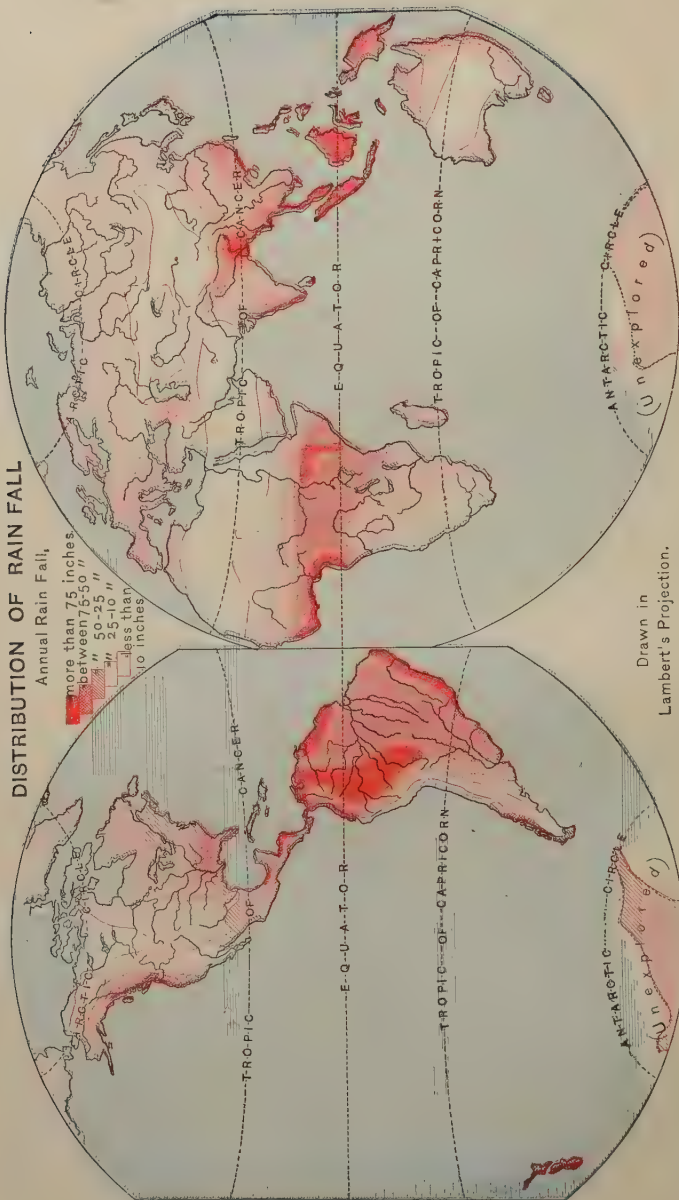 DISTRIBUTION OF RAIN FALL
Annual Rain Fall,
more than 75 inches
between 75-50 "
" 50-25 "
" 25-10 "
less than
10 inches
ARCTIC CIRCLE
TROPIC OF CANCER
EQUATOR
TROPIC OF CAPRICORN
ANTARCTIC CIRCLE
(Unexplored)
ARCTIC CIRCLE
TROPIC OF CANCER
EQUATOR
TROPIC OF CAPRICORN
ANTARCTIC CIRCLE
(Unexplored)
Drawn in
Lambert's Projection.